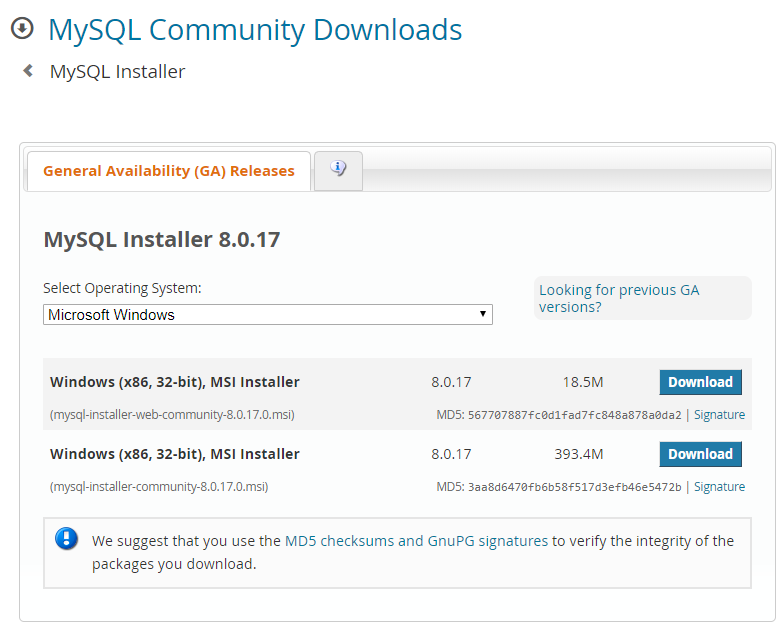 MySQL Community Downloads
MySQL Installer
General Availability (GA) Releases
MySQL Installer 8.0.17
Select Operating System:
Microsoft Windows
Looking for previous GA
versions?
Windows (x86, 32-bit), MSI Installer 8.0.17 18.5M Download
(mysql-installer-web-community-8.0.17.0.msi) MD5: 567707887fc0d1fad7fc848a878a0da2 | Signature
Windows (x86, 32-bit), MSI Installer 8.0.17 393.4M Download
(mysql-installer-community-8.0.17.0.msi) MD5: 3aa8d6470fb6b58f517d3efb46e5472b | Signature
We suggest that you use the MD5 checksums and GnuPG signatures to verify the integrity of the
packages you download.